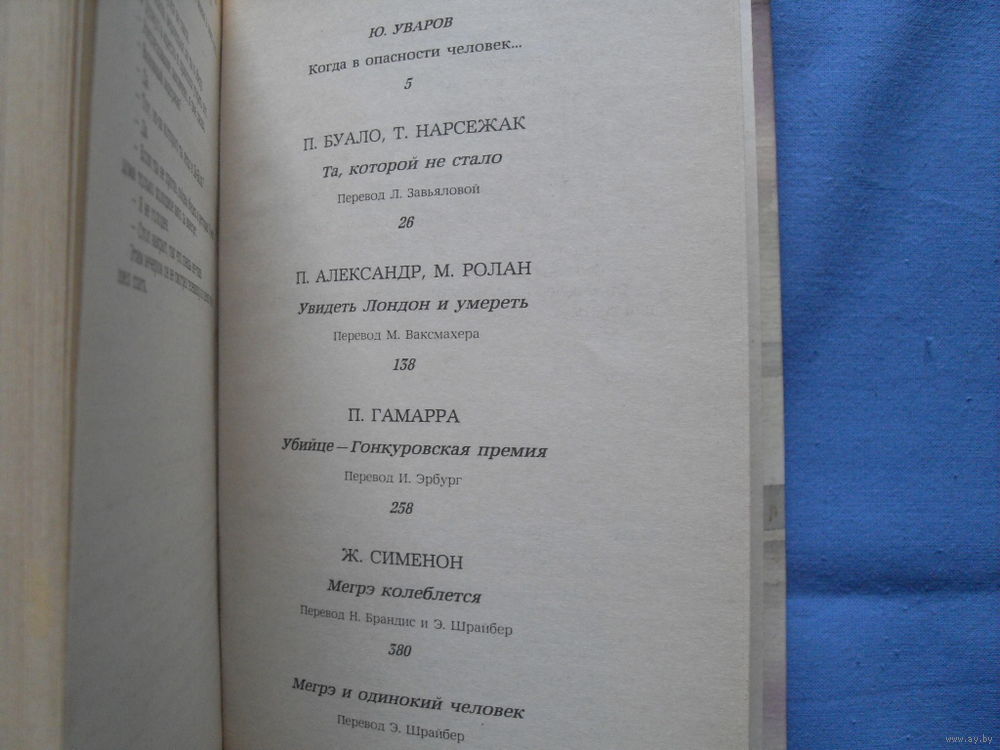 Ю. УВАРОВ
Когда в опасности человек...
5
П. БУАЛО, Т. НАРСЕЖАК
Та, которой не стало
Перевод Л. Завьяловой
26
П. АЛЕКСАНДР, М. РОЛАН
Увидеть Лондон и умереть
Перевод М. Ваксмахера
138
П. ГАМАРРА
Убийце — Гонкуровская премия
Перевод И. Эрбург
258
Ж. СИМЕНОН
Мегрэ колеблется
Перевод Н. Брандис и Э. Шрайбер
380
Мегрэ и одинокий человек
Перевод Э. Шрайбер
www.ay.by